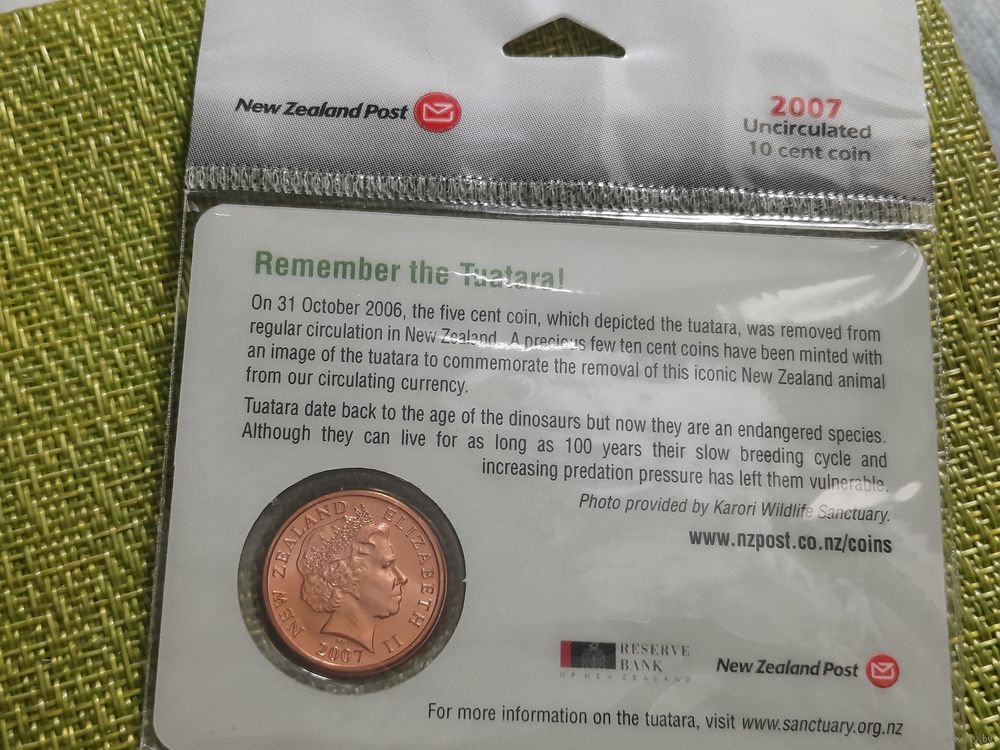 New Zealand Post
2007
Uncirculated
10 cent coin
Remember the Tuatara!
On 31 October 2006, the five cent coin, which depicted the tuatara, was removed from
regular circulation in New Zealand. A precious few ten cent coins have been minted with
an image of the tuatara to commemorate the removal of this iconic New Zealand animal
from our circulating currency.
Tuatara date back to the age of the dinosaurs but now they are an endangered species.
Although they can live for as long as 100 years their slow breeding cycle and
increasing predation pressure has left them vulnerable.
Photo provided by Karori Wildlife Sanctuary.
www.nzpost.co.nz/coins
NEW ZEALAND ELIZABETH II
2007
RESERVE
BANK
OF NEW ZEALAND
New Zealand Post
For more information on the tuatara, visit www.sanctuary.org.nz